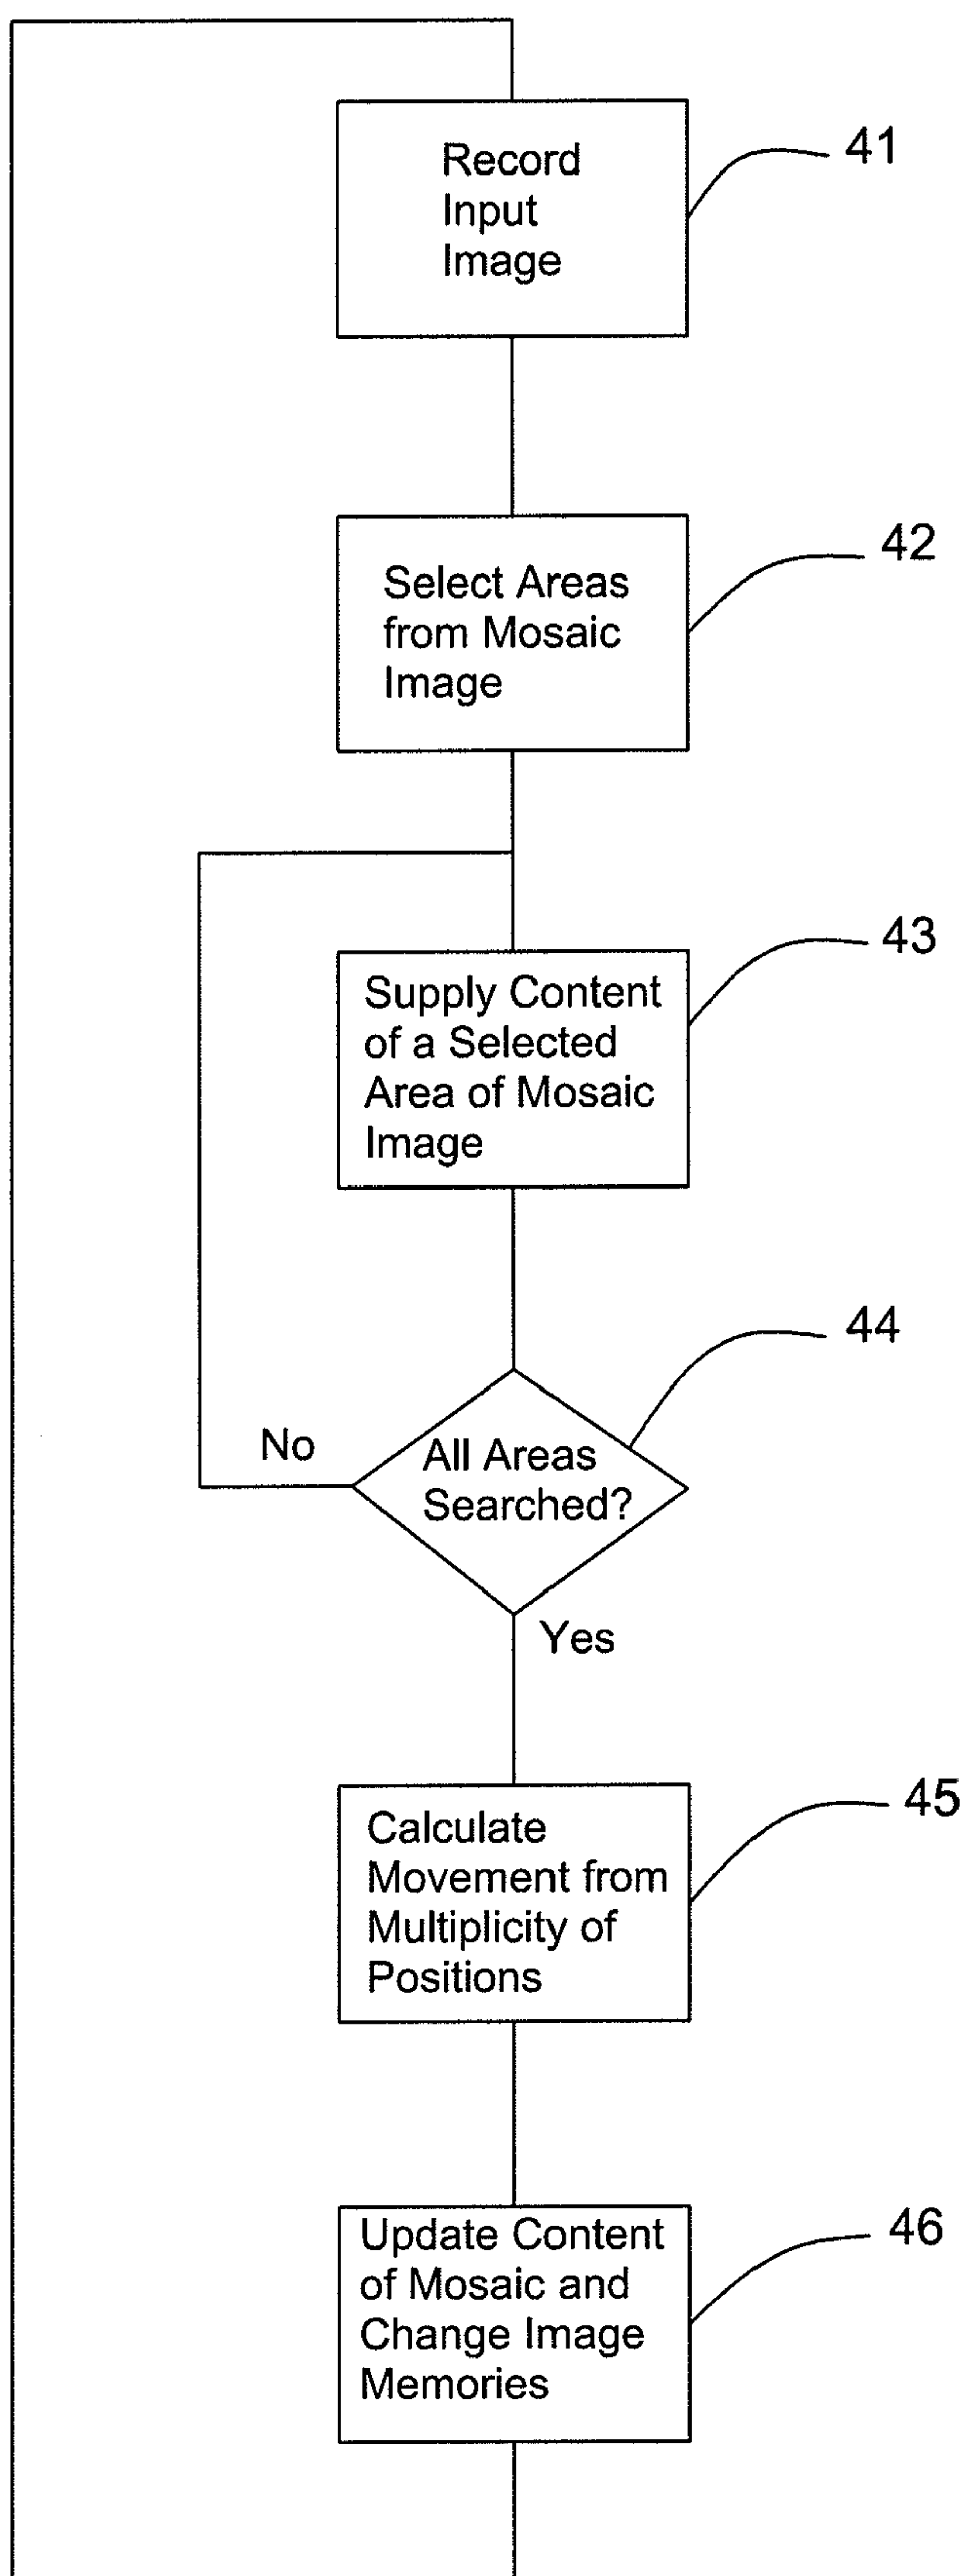 Record
Input
Image
41
Select Areas
from Mosaic
Image
42
Supply Content
of a Selected
Area of Mosaic
Image
43
All Areas
Searched?
44
No
Yes
Calculate
Movement from
Multiplicity of
Positions
45
Update Content
of Mosaic and
Change Image
Memories
46